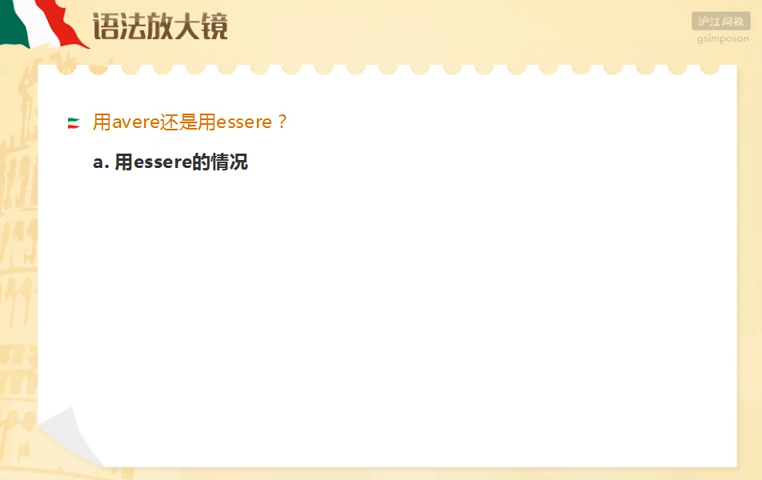 语法放大镜
沪江网校
gsimposon
用avere还是用essere？
a. 用essere的情况